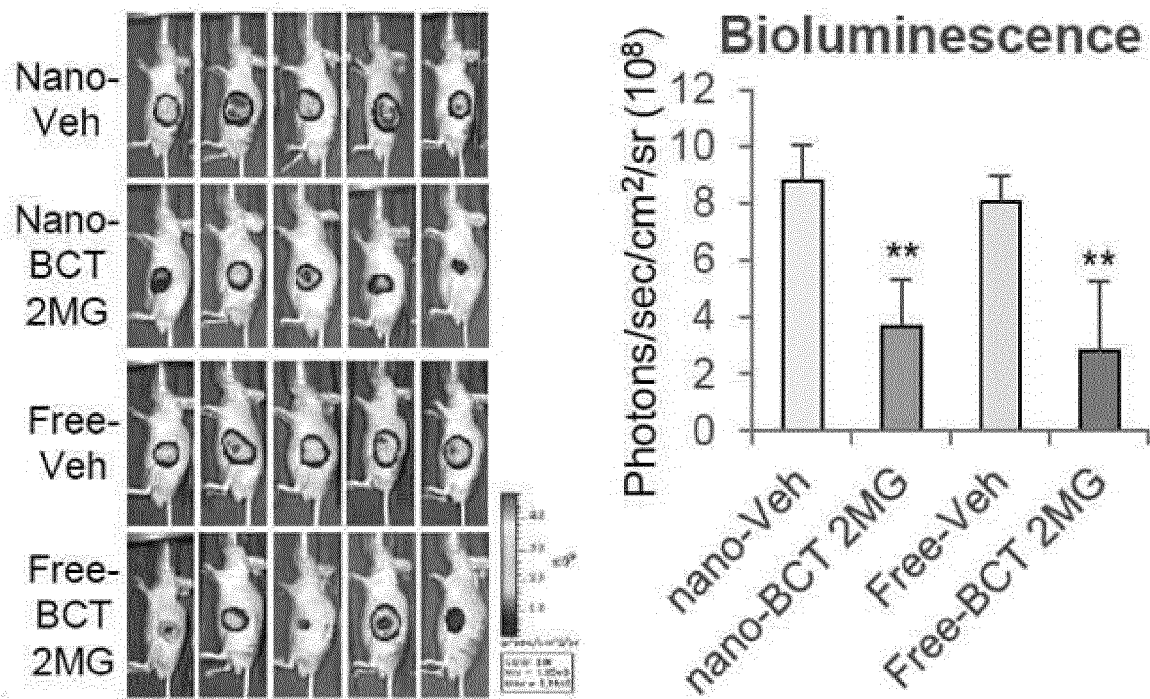 Nano-
Veh
Nano-
BCT
2MG
Free-
Veh
Free-
BCT
2MG
Bioluminescence
Photons/sec/cm²/sr (10⁸)
12
10
8
6
4
2
0
**
**
nano-Veh
nano-BCT 2MG
Free-Veh
Free-BCT 2MG